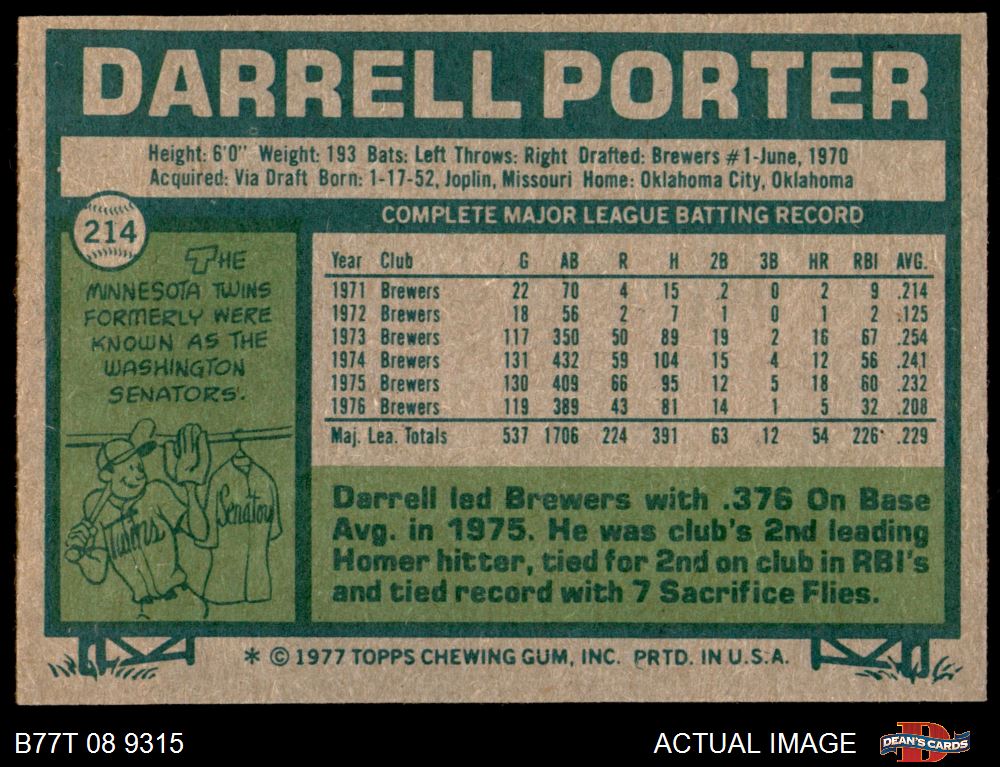 DARRELL PORTER
Height: 6'0" Weight: 193 Bats: Left Throws: Right Drafted: Brewers #1-June, 1970
Acquired: Via Draft Born: 1-17-52, Joplin, Missouri Home: Oklahoma City, Oklahoma
214
THE
MINNESOTA TWINS
FORMERLY WERE
KNOWN AS THE
WASHINGTON
SENATORS.
Twins
Senators
COMPLETE MAJOR LEAGUE BATTING RECORD
Year Club G AB R H 2B 3B HR RBI AVG.
1971 Brewers 22 70 4 15 2 0 2 9 .214
1972 Brewers 18 56 2 7 1 0 1 2 .125
1973 Brewers 117 350 50 89 19 2 16 67 .254
1974 Brewers 131 432 59 104 15 4 12 56 .241
1975 Brewers 130 409 66 95 12 5 18 60 .232
1976 Brewers 119 389 43 81 14 1 5 32 .208
Maj. Lea. Totals 537 1706 224 391 63 12 54 226 .229
Darrell led Brewers with .376 On Base
Avg. in 1975. He was club's 2nd leading
Homer hitter, tied for 2nd on club in RBI's
and tied record with 7 Sacrifice Flies.
* © 1977 TOPPS CHEWING GUM, INC. PRTD. IN U.S.A.
B77T 08 9315
ACTUAL IMAGE
DEAN'S CARDS